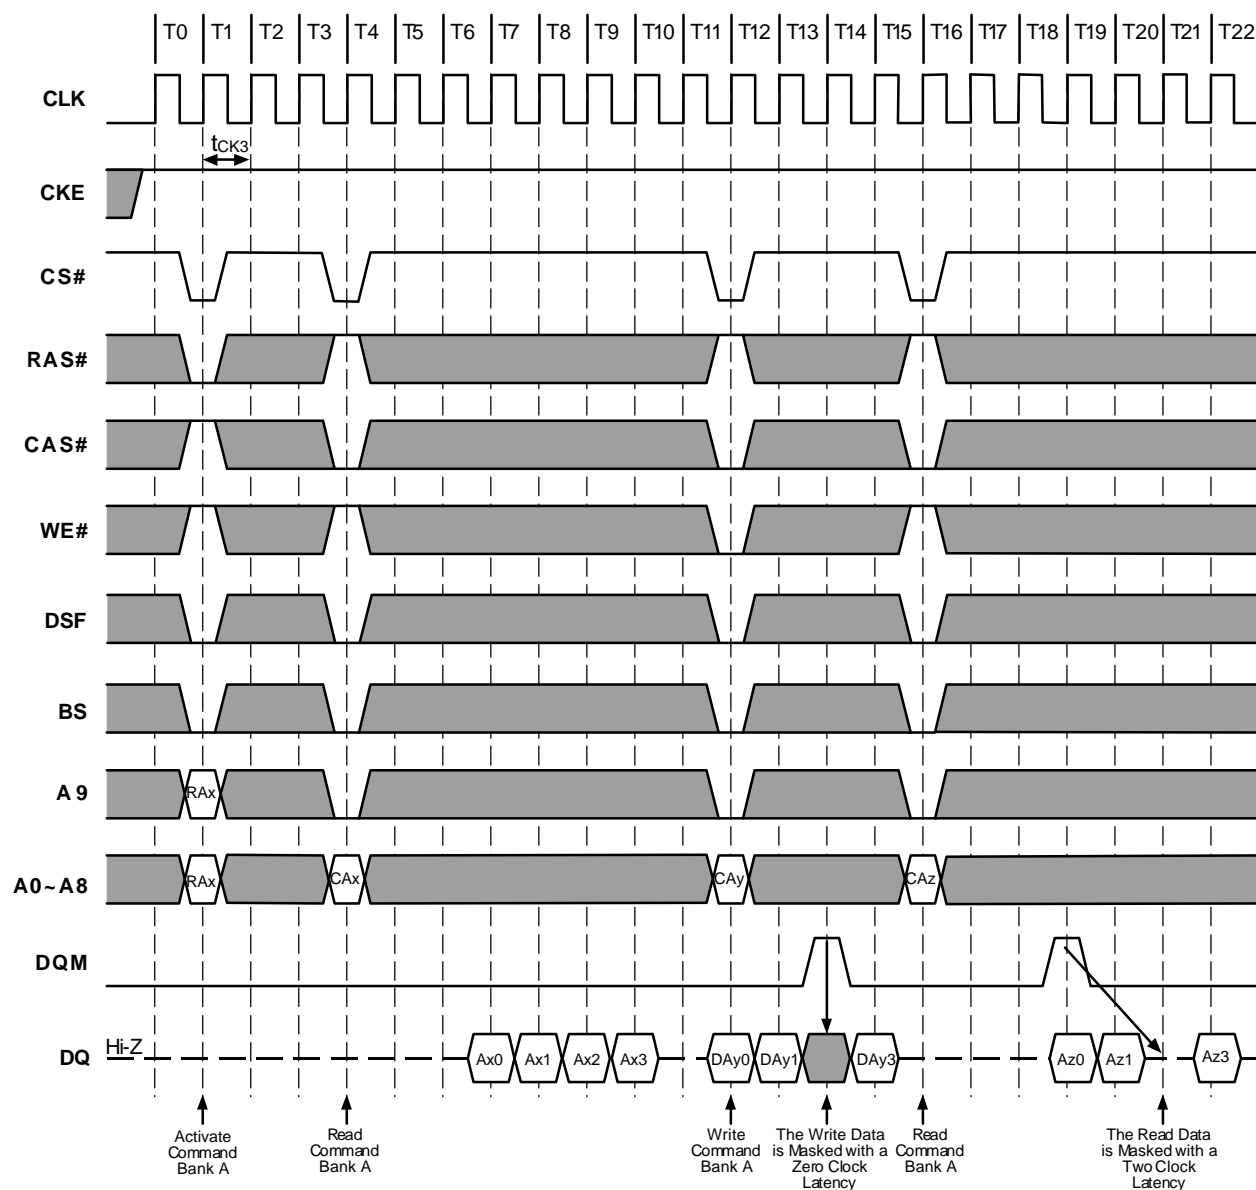 T0 T1 T2 T3 T4 T5 T6 T7 T8 T9 T10 T11 T12 T13 T14 T15 T16 T17 T18 T19 T20 T21 T22
CLK
tCK3
CKE
CS#
RAS#
CAS#
WE#
DSF
BS
A9
RAx
A0~A8
RAx CAx CAy CAz
DQM
DQ
Hi-Z
Ax0 Ax1 Ax2 Ax3 DAy0 DAy1 DAy3 Az0 Az1 Az3
Activate
Command
Bank A
Read
Command
Bank A
Write
Command
Bank A
The Write Data
is Masked with a
Zero Clock
Latency
Read
Command
Bank A
The Read Data
is Masked with a
Two Clock
Latency